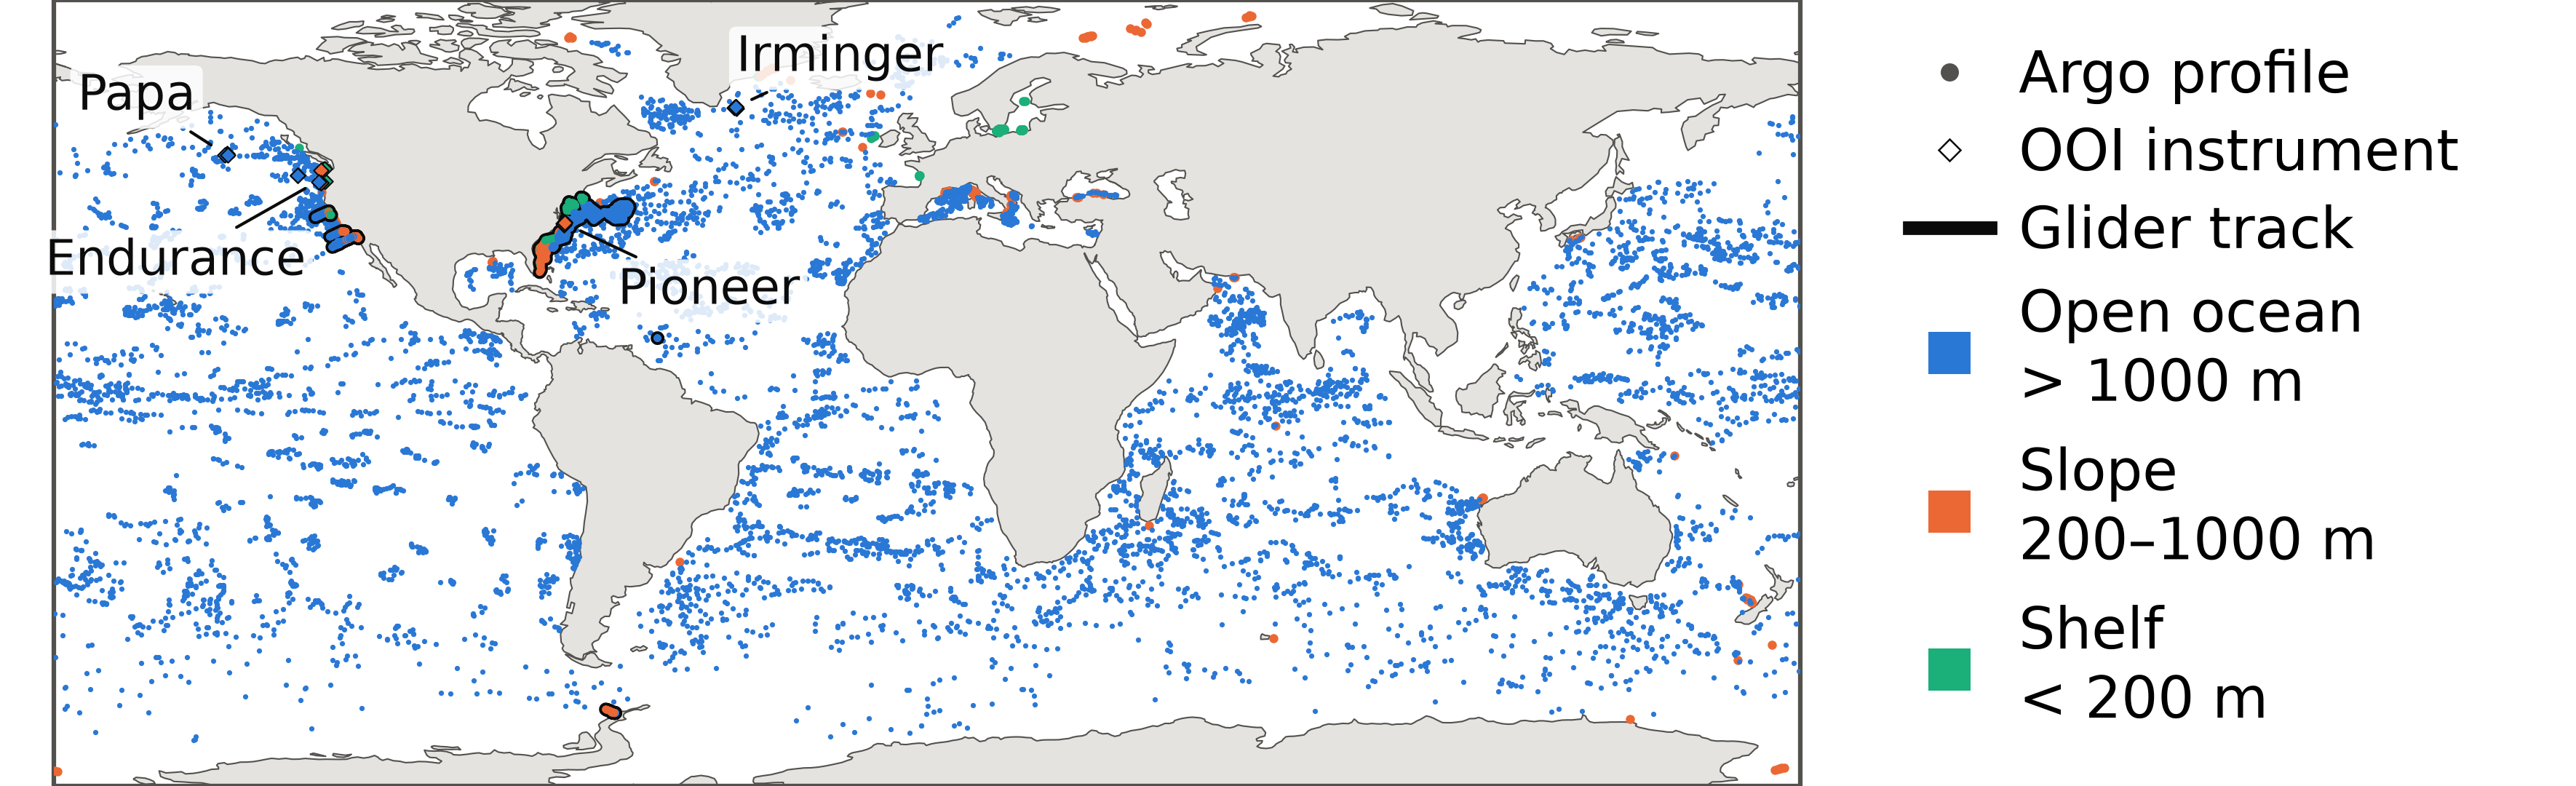 Irminger
Papa
Endurance
Pioneer
Argo profile
OOI instrument
Glider track
Open ocean
> 1000 m
Slope
200–1000 m
Shelf
< 200 m